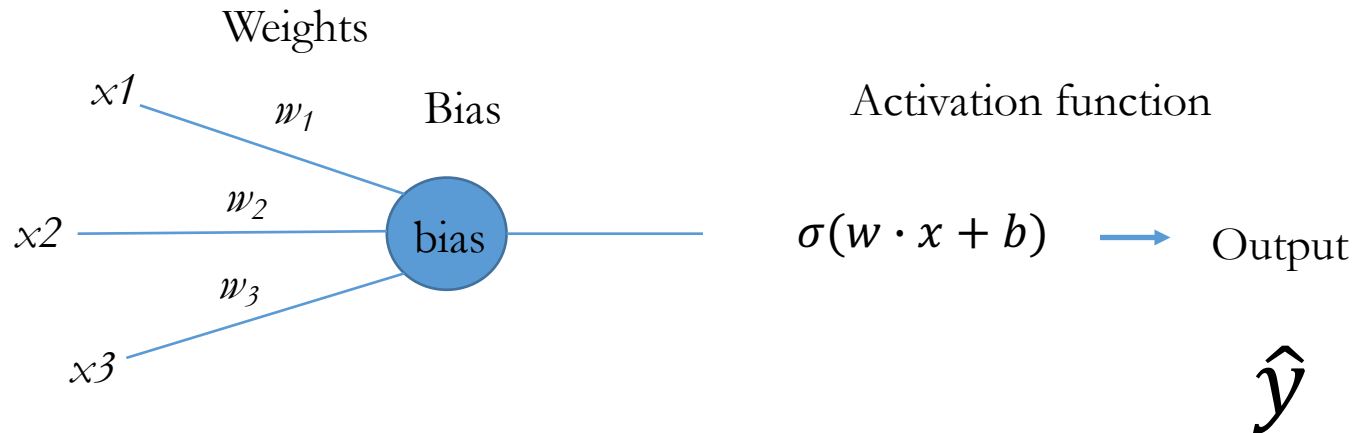 Weights
x1
w₁
Bias
Activation function
x2
w₂
bias
σ(w · x + b)
Output
w₃
x3
ŷ